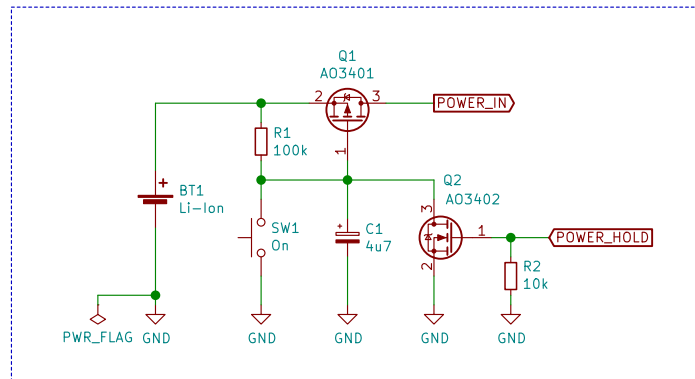 Q1
AO3401
2
3
POWER_IN
1
R1
100k
BT1
Li-Ion
+
SW1
On
+
C1
4u7
Q2
AO3402
3
1
2
POWER_HOLD
R2
10k
PWR_FLAG
GND
GND
GND
GND
GND